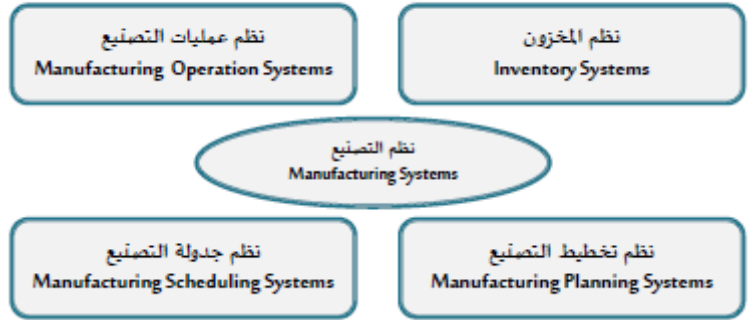 نظم عمليات التصنيع
Manufacturing Operation Systems
نظم المخزون
Inventory Systems
نظم التصنيع
Manufacturing Systems
نظم جدولة التصنيع
Manufacturing Scheduling Systems
نظم تخطيط التصنيع
Manufacturing Planning Systems